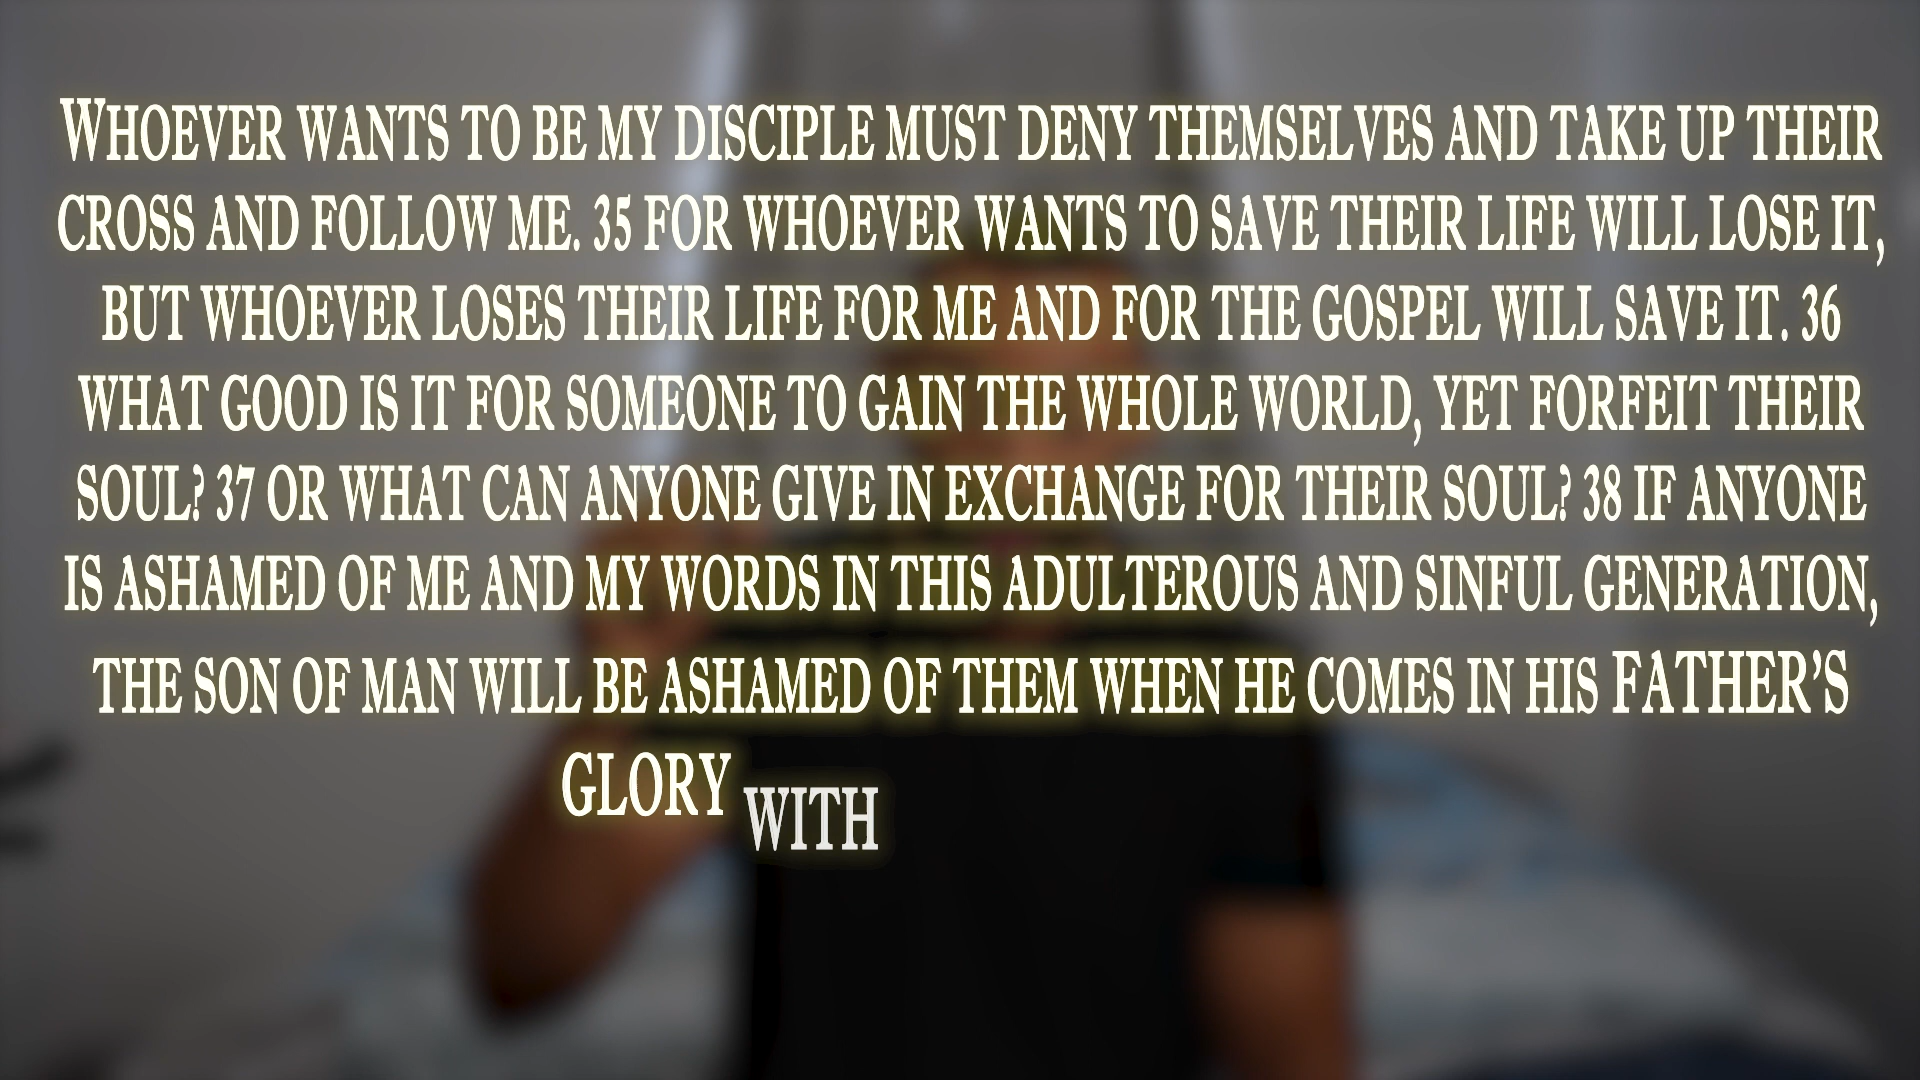 WHOEVER WANTS TO BE MY DISCIPLE MUST DENY THEMSELVES AND TAKE UP THEIR
CROSS AND FOLLOW ME. 35 FOR WHOEVER WANTS TO SAVE THEIR LIFE WILL LOSE IT,
BUT WHOEVER LOSES THEIR LIFE FOR ME AND FOR THE GOSPEL WILL SAVE IT. 36
WHAT GOOD IS IT FOR SOMEONE TO GAIN THE WHOLE WORLD, YET FORFEIT THEIR
SOUL? 37 OR WHAT CAN ANYONE GIVE IN EXCHANGE FOR THEIR SOUL? 38 IF ANYONE
IS ASHAMED OF ME AND MY WORDS IN THIS ADULTEROUS AND SINFUL GENERATION,
THE SON OF MAN WILL BE ASHAMED OF THEM WHEN HE COMES IN HIS FATHER’S
GLORY WITH